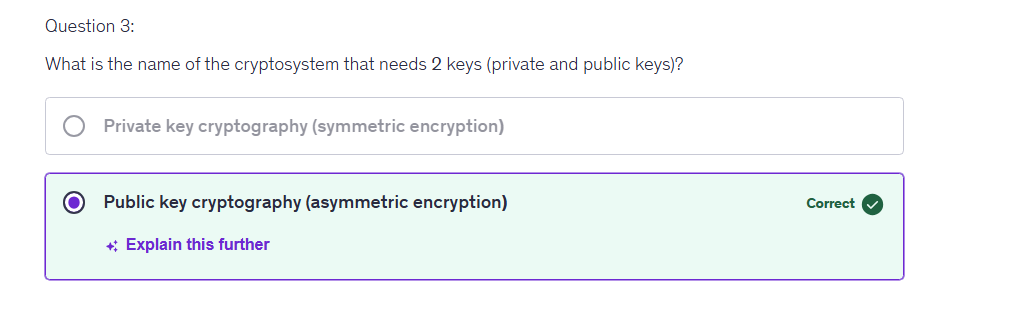 Question 3:
What is the name of the cryptosystem that needs 2 keys (private and public keys)?
Private key cryptography (symmetric encryption)
Public key cryptography (asymmetric encryption)
Correct
Explain this further